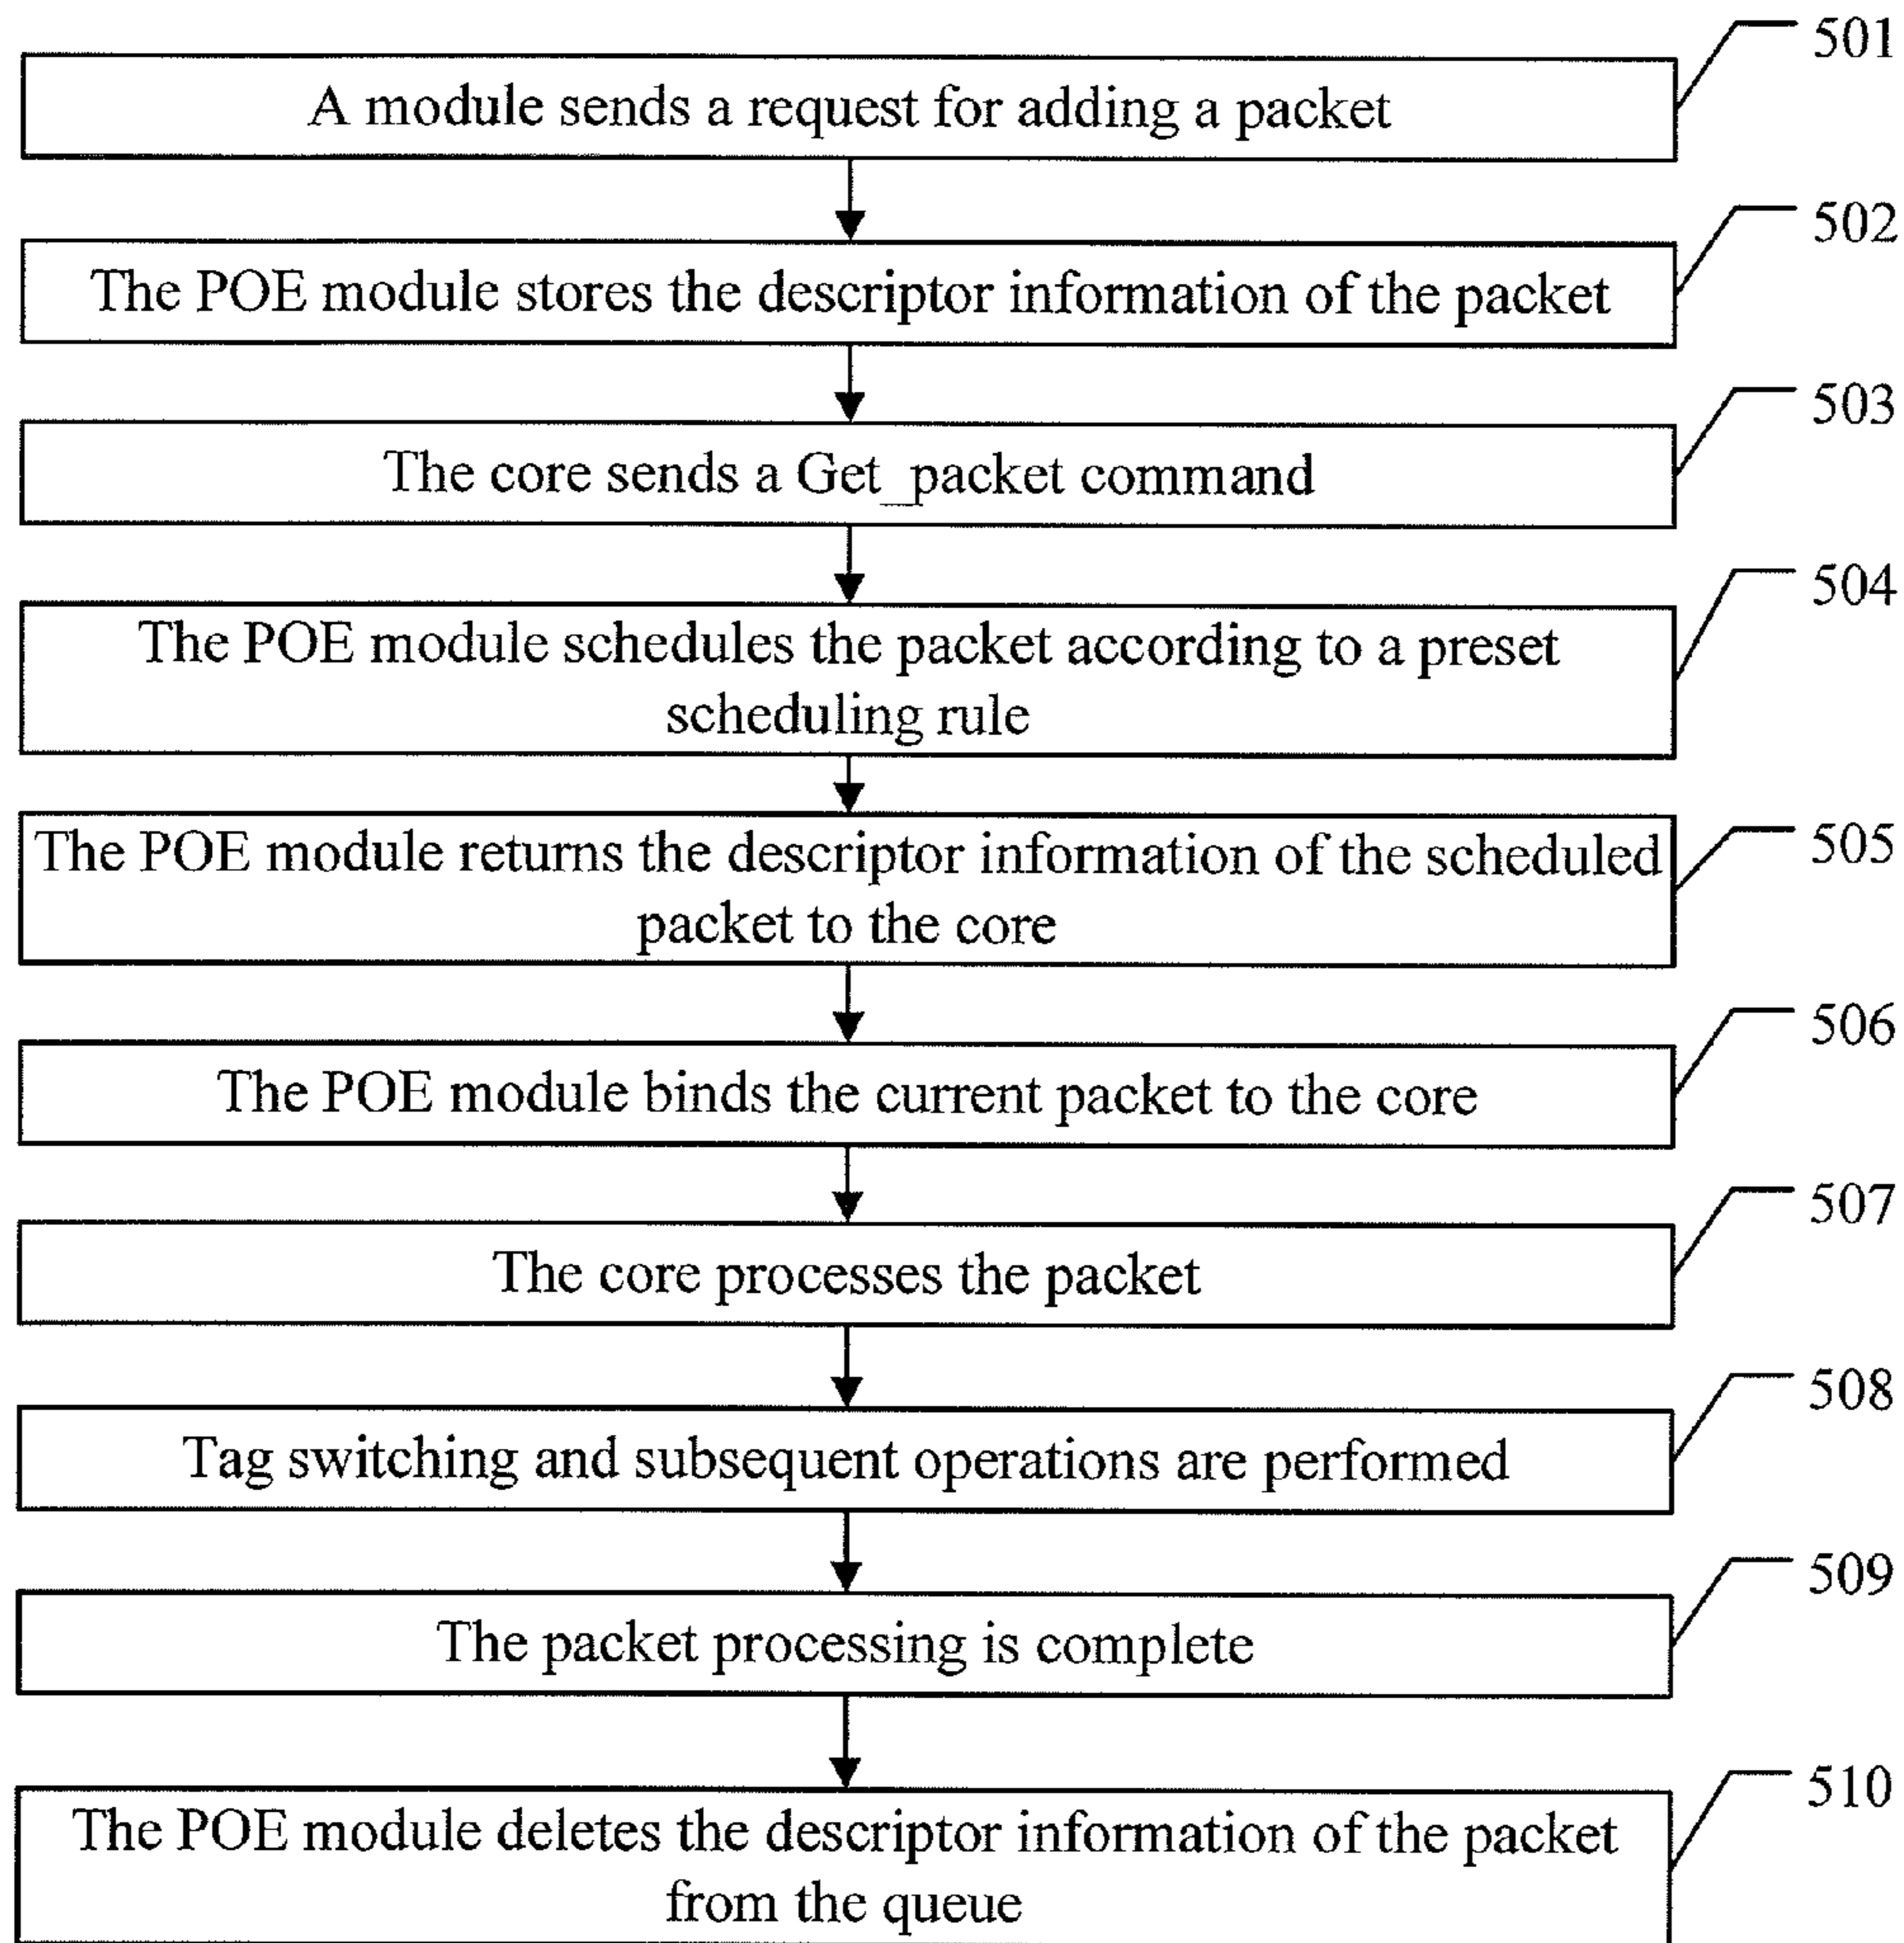 501
A module sends a request for adding a packet
502
The POE module stores the descriptor information of the packet
503
The core sends a Get_packet command
504
The POE module schedules the packet according to a preset
scheduling rule
505
The POE module returns the descriptor information of the scheduled
packet to the core
506
The POE module binds the current packet to the core
507
The core processes the packet
508
Tag switching and subsequent operations are performed
509
The packet processing is complete
510
The POE module deletes the descriptor information of the packet
from the queue